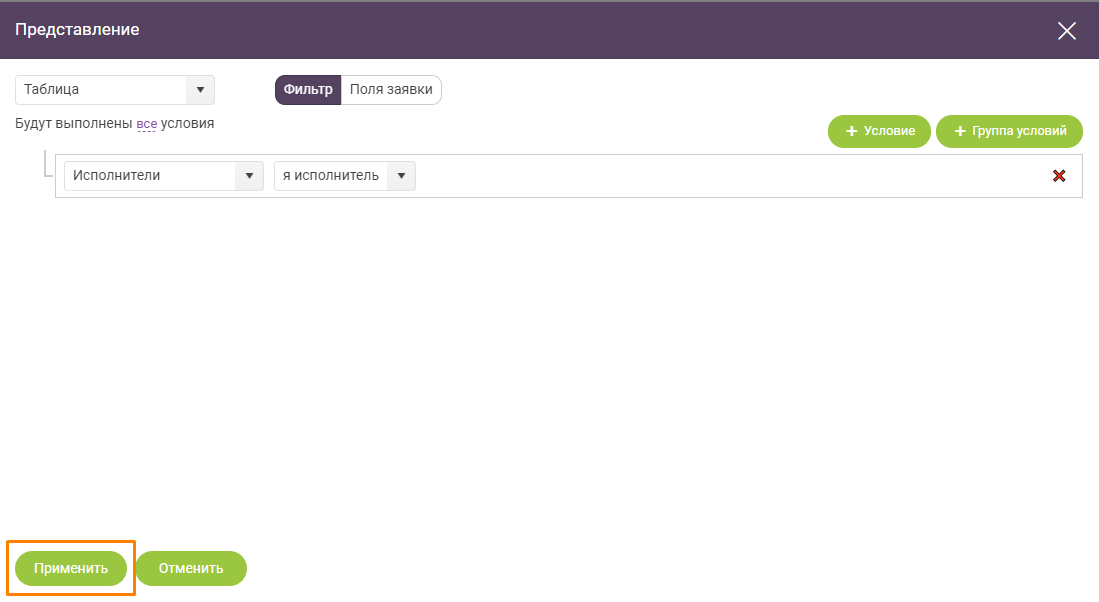 Представление
Таблица
Фильтр Поля заявки
Будут выполнены все условия
+ Условие + Группа условий
Исполнители я исполнитель
Применить Отменить